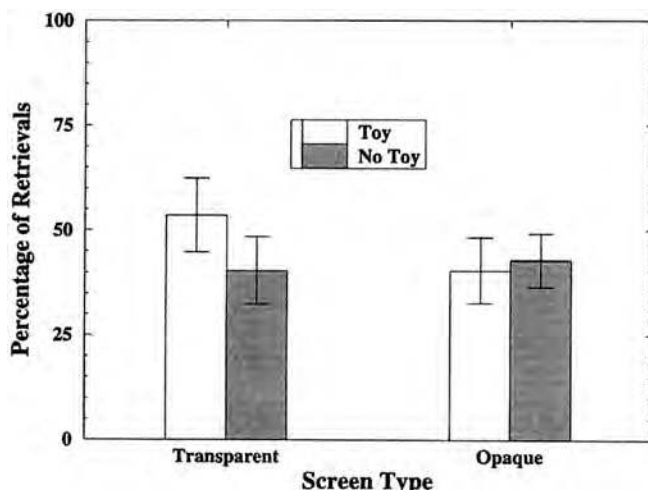 100
75
50
25
0
Percentage of Retrievals
Toy
No Toy
Transparent
Opaque
Screen Type